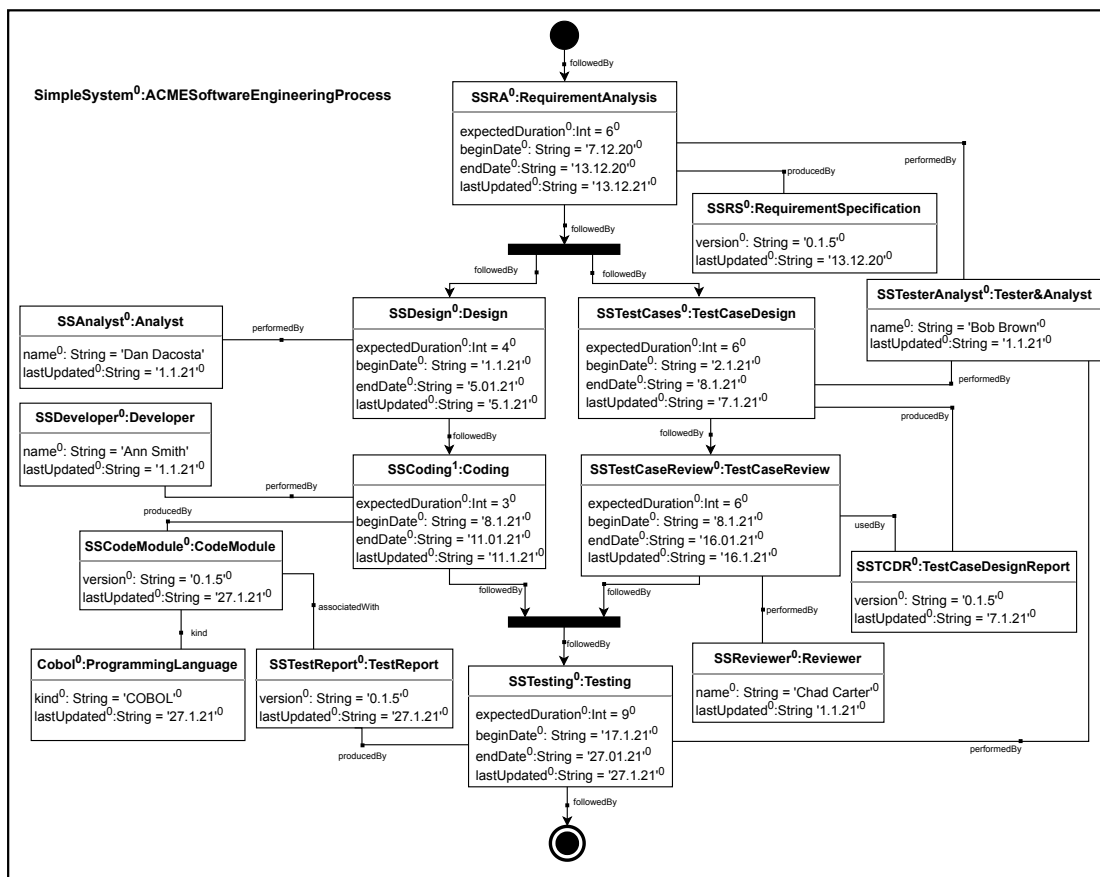 followedBy
SimpleSystem⁰:ACMESoftwareEngineeringProcess
SSRA⁰:RequirementAnalysis
expectedDuration⁰:Int = 6⁰
beginDate⁰: String = '7.12.20'⁰
endDate⁰:String = '13.12.20'⁰
lastUpdated⁰:String = '13.12.21'⁰
performedBy
producedBy
SSRS⁰:RequirementSpecification
version⁰: String = '0.1.5'⁰
lastUpdated⁰:String = '13.12.20'⁰
followedBy
followedBy
followedBy
SSTesterAnalyst⁰:Tester&Analyst
name⁰: String = 'Bob Brown'⁰
lastUpdated⁰:String = '1.1.21'⁰
SSAnalyst⁰:Analyst
name⁰: String = 'Dan Dacosta'
lastUpdated⁰:String = '1.1.21'⁰
performedBy
SSDesign⁰:Design
expectedDuration⁰:Int = 4⁰
beginDate⁰: String = '1.1.21'⁰
endDate⁰:String = '5.01.21'⁰
lastUpdated⁰:String = '5.1.21'⁰
SSTestCases⁰:TestCaseDesign
expectedDuration⁰:Int = 6⁰
beginDate⁰: String = '2.1.21'⁰
endDate⁰:String = '8.1.21'⁰
lastUpdated⁰:String = '7.1.21'⁰
performedBy
producedBy
SSDeveloper⁰:Developer
name⁰: String = 'Ann Smith'
lastUpdated⁰:String = '1.1.21'⁰
followedBy
followedBy
performedBy
producedBy
SSCoding¹:Coding
expectedDuration⁰:Int = 3⁰
beginDate⁰: String = '8.1.21'⁰
endDate⁰:String = '11.01.21'⁰
lastUpdated⁰:String = '11.1.21'⁰
SSTestCaseReview⁰:TestCaseReview
expectedDuration⁰:Int = 6⁰
beginDate⁰: String = '8.1.21'⁰
endDate⁰:String = '16.01.21'⁰
lastUpdated⁰:String = '16.1.21'⁰
usedBy
SSCodeModule⁰:CodeModule
version⁰: String = '0.1.5'⁰
lastUpdated⁰:String = '27.1.21'⁰
SSTCDR⁰:TestCaseDesignReport
version⁰: String = '0.1.5'⁰
lastUpdated⁰:String = '7.1.21'⁰
followedBy
followedBy
associatedWith
performedBy
kind
followedBy
Cobol⁰:ProgrammingLanguage
kind⁰: String = 'COBOL'⁰
lastUpdated⁰:String = '27.1.21'⁰
SSTestReport⁰:TestReport
version⁰: String = '0.1.5'⁰
lastUpdated⁰:String = '27.1.21'⁰
SSTesting⁰:Testing
expectedDuration⁰:Int = 9⁰
beginDate⁰: String = '17.1.21'⁰
endDate⁰:String = '27.01.21'⁰
lastUpdated⁰:String = '27.1.21'⁰
SSReviewer⁰:Reviewer
name⁰: String = 'Chad Carter'⁰
lastUpdated⁰:String '1.1.21'⁰
producedBy
performedBy
followedBy